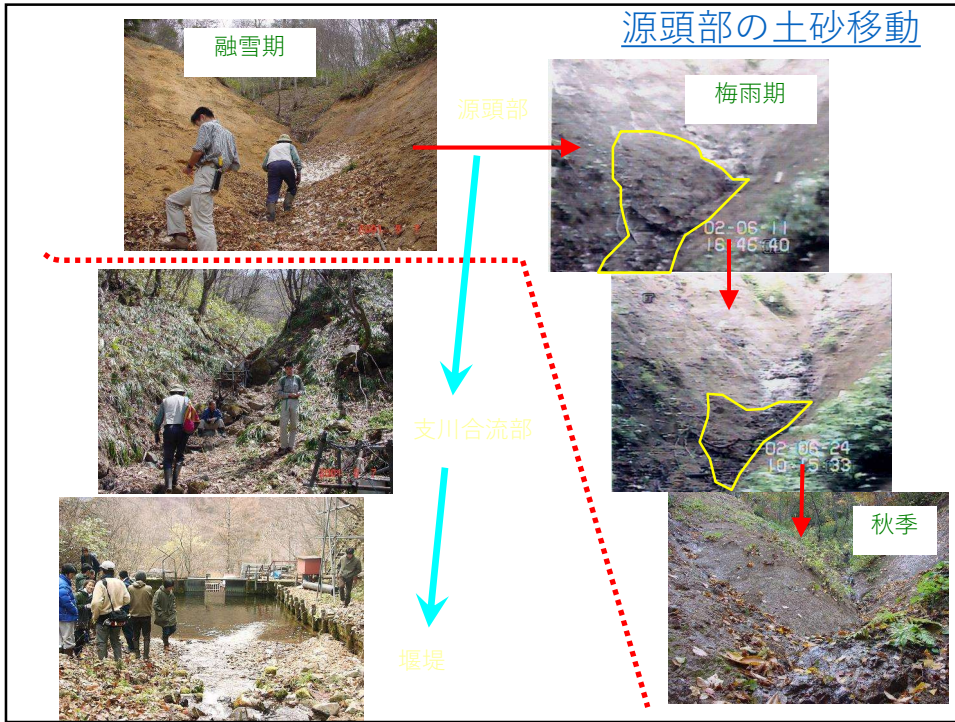 源頭部の土砂移動
融雪期
源頭部
梅雨期
02-06-11
16:45:40
支川合流部
02-06-24
10:15:33
秋季
堰堤